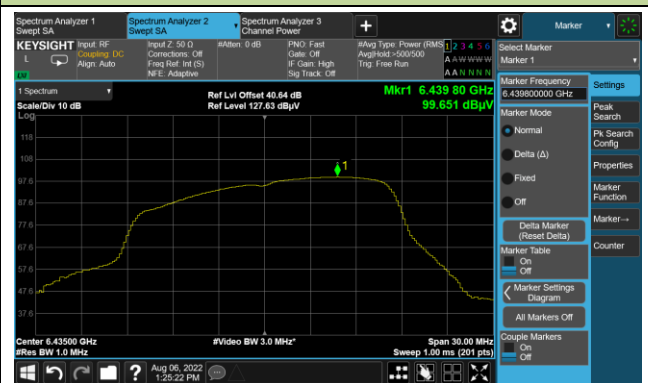 Spectrum Analyzer 1
Swept SA
Spectrum Analyzer 2
Swept SA
Spectrum Analyzer 3
Channel Power
Marker
KEYSIGHT
L
Input: RF
Coupling: DC
Align: Auto
Input Z: 50 Ω
Corrections: Off
Freq Ref: Int (S)
NFE: Adaptive
#Atten: 0 dB
PNO: Fast
Gate: Off
IF Gain: High
Sig Track: Off
#Avg Type: Power (RMS
Avg|Hold:>500/500
Trig: Free Run
1 2 3 4 5 6
A A W W W W
A A N N N N
Select Marker
Marker 1
1 Spectrum
Scale/Div 10 dB
Log
Ref Lvl Offset 40.64 dB
Ref Level 127.63 dBµV
Mkr1 6.439 80 GHz
99.651 dBµV
118
108
97.6
87.6
77.6
67.6
57.6
47.6
37.6
1
Center 6.43500 GHz
#Res BW 1.0 MHz
#Video BW 3.0 MHz*
Span 30.00 MHz
Sweep 1.00 ms (201 pts)
Marker Frequency
6.439800000 GHz
Marker Mode
Normal
Delta (Δ)
Fixed
Off
Delta Marker
(Reset Delta)
Marker Table
On
Off
Marker Settings
Diagram
All Markers Off
Couple Markers
On
Off
Settings
Peak
Search
Pk Search
Config
Properties
Marker
Function
Marker→
Counter
?
Aug 06, 2022
1:25:22 PM